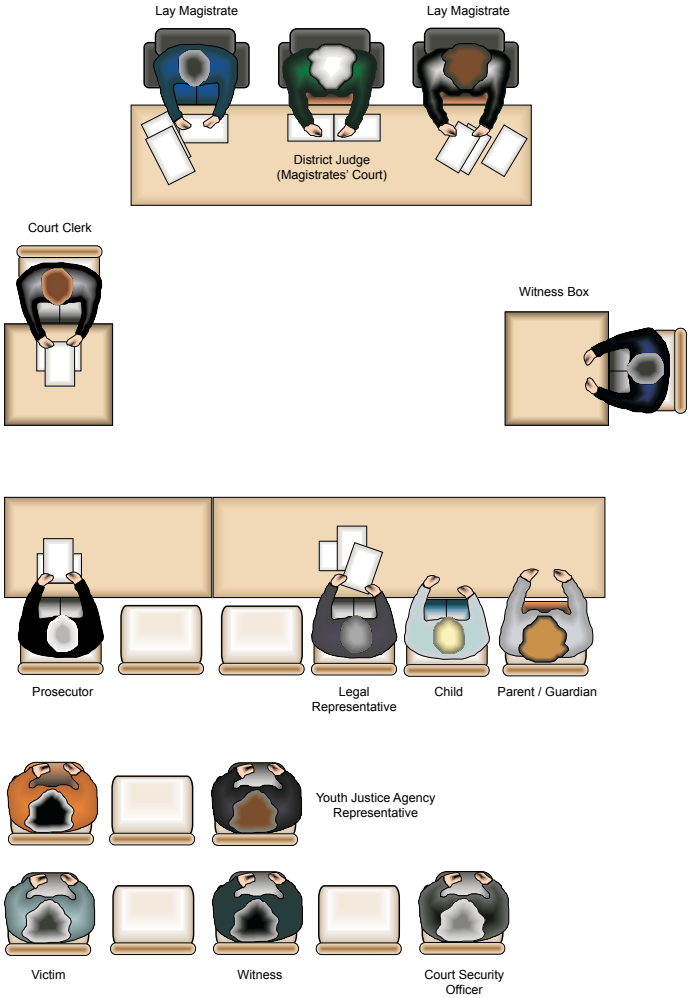 Lay Magistrate
Lay Magistrate
District Judge
(Magistrates' Court)
Court Clerk
Witness Box
Prosecutor
Legal
Representative
Child
Parent / Guardian
Youth Justice Agency
Representative
Victim
Witness
Court Security
Officer